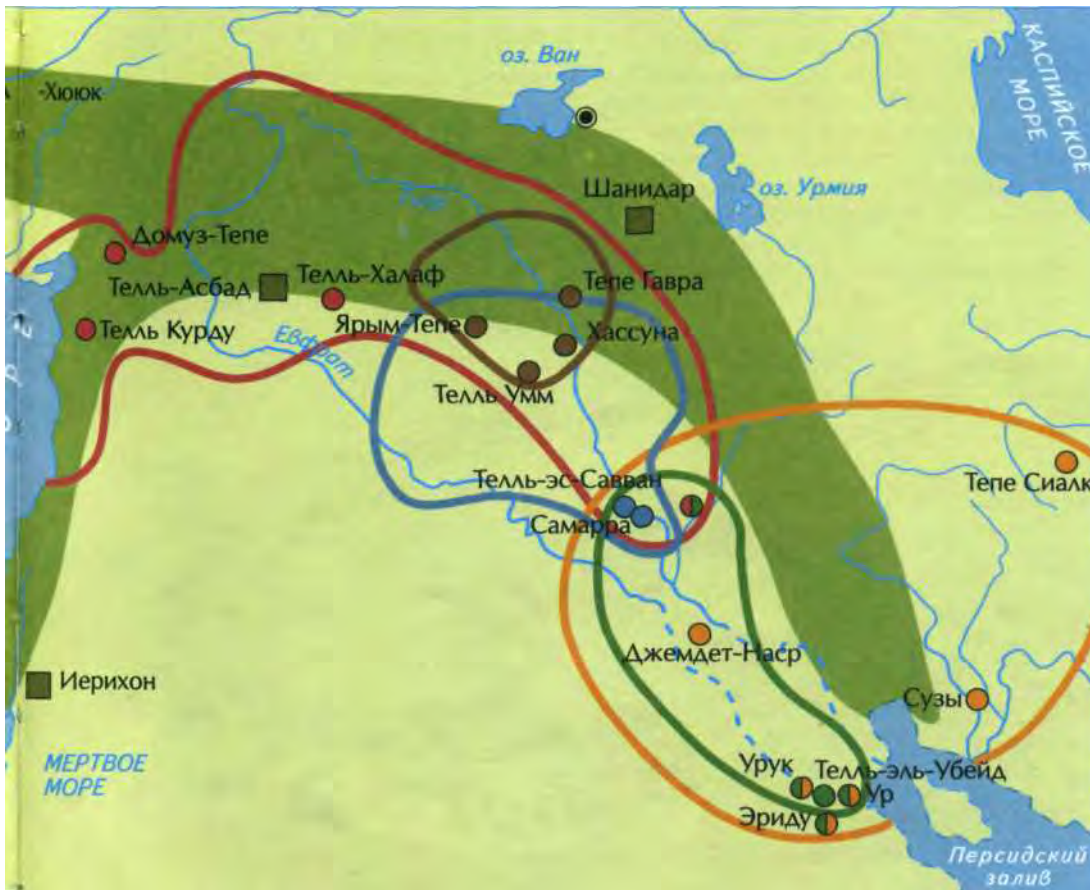 КАСПИЙСКОЕ
МОРЕ
оз. Ван
-Хююк
Шанидар
оз. Урмия
Тигр
Домуз-Тепе
Телль-Асбад
Телль-Халаф
Тепе Гавра
Телль Курду
Ярым-Тепе
Хассуна
Евфрат
Телль Умм
Телль-эс-Савван
Тепе Сиалк
Самарра
Джемдет-Наср
Иерихон
Сузы
МЕРТВОЕ
МОРЕ
Урук
Телль-эль-Убейд
Ур
Эриду
Персидский
залив